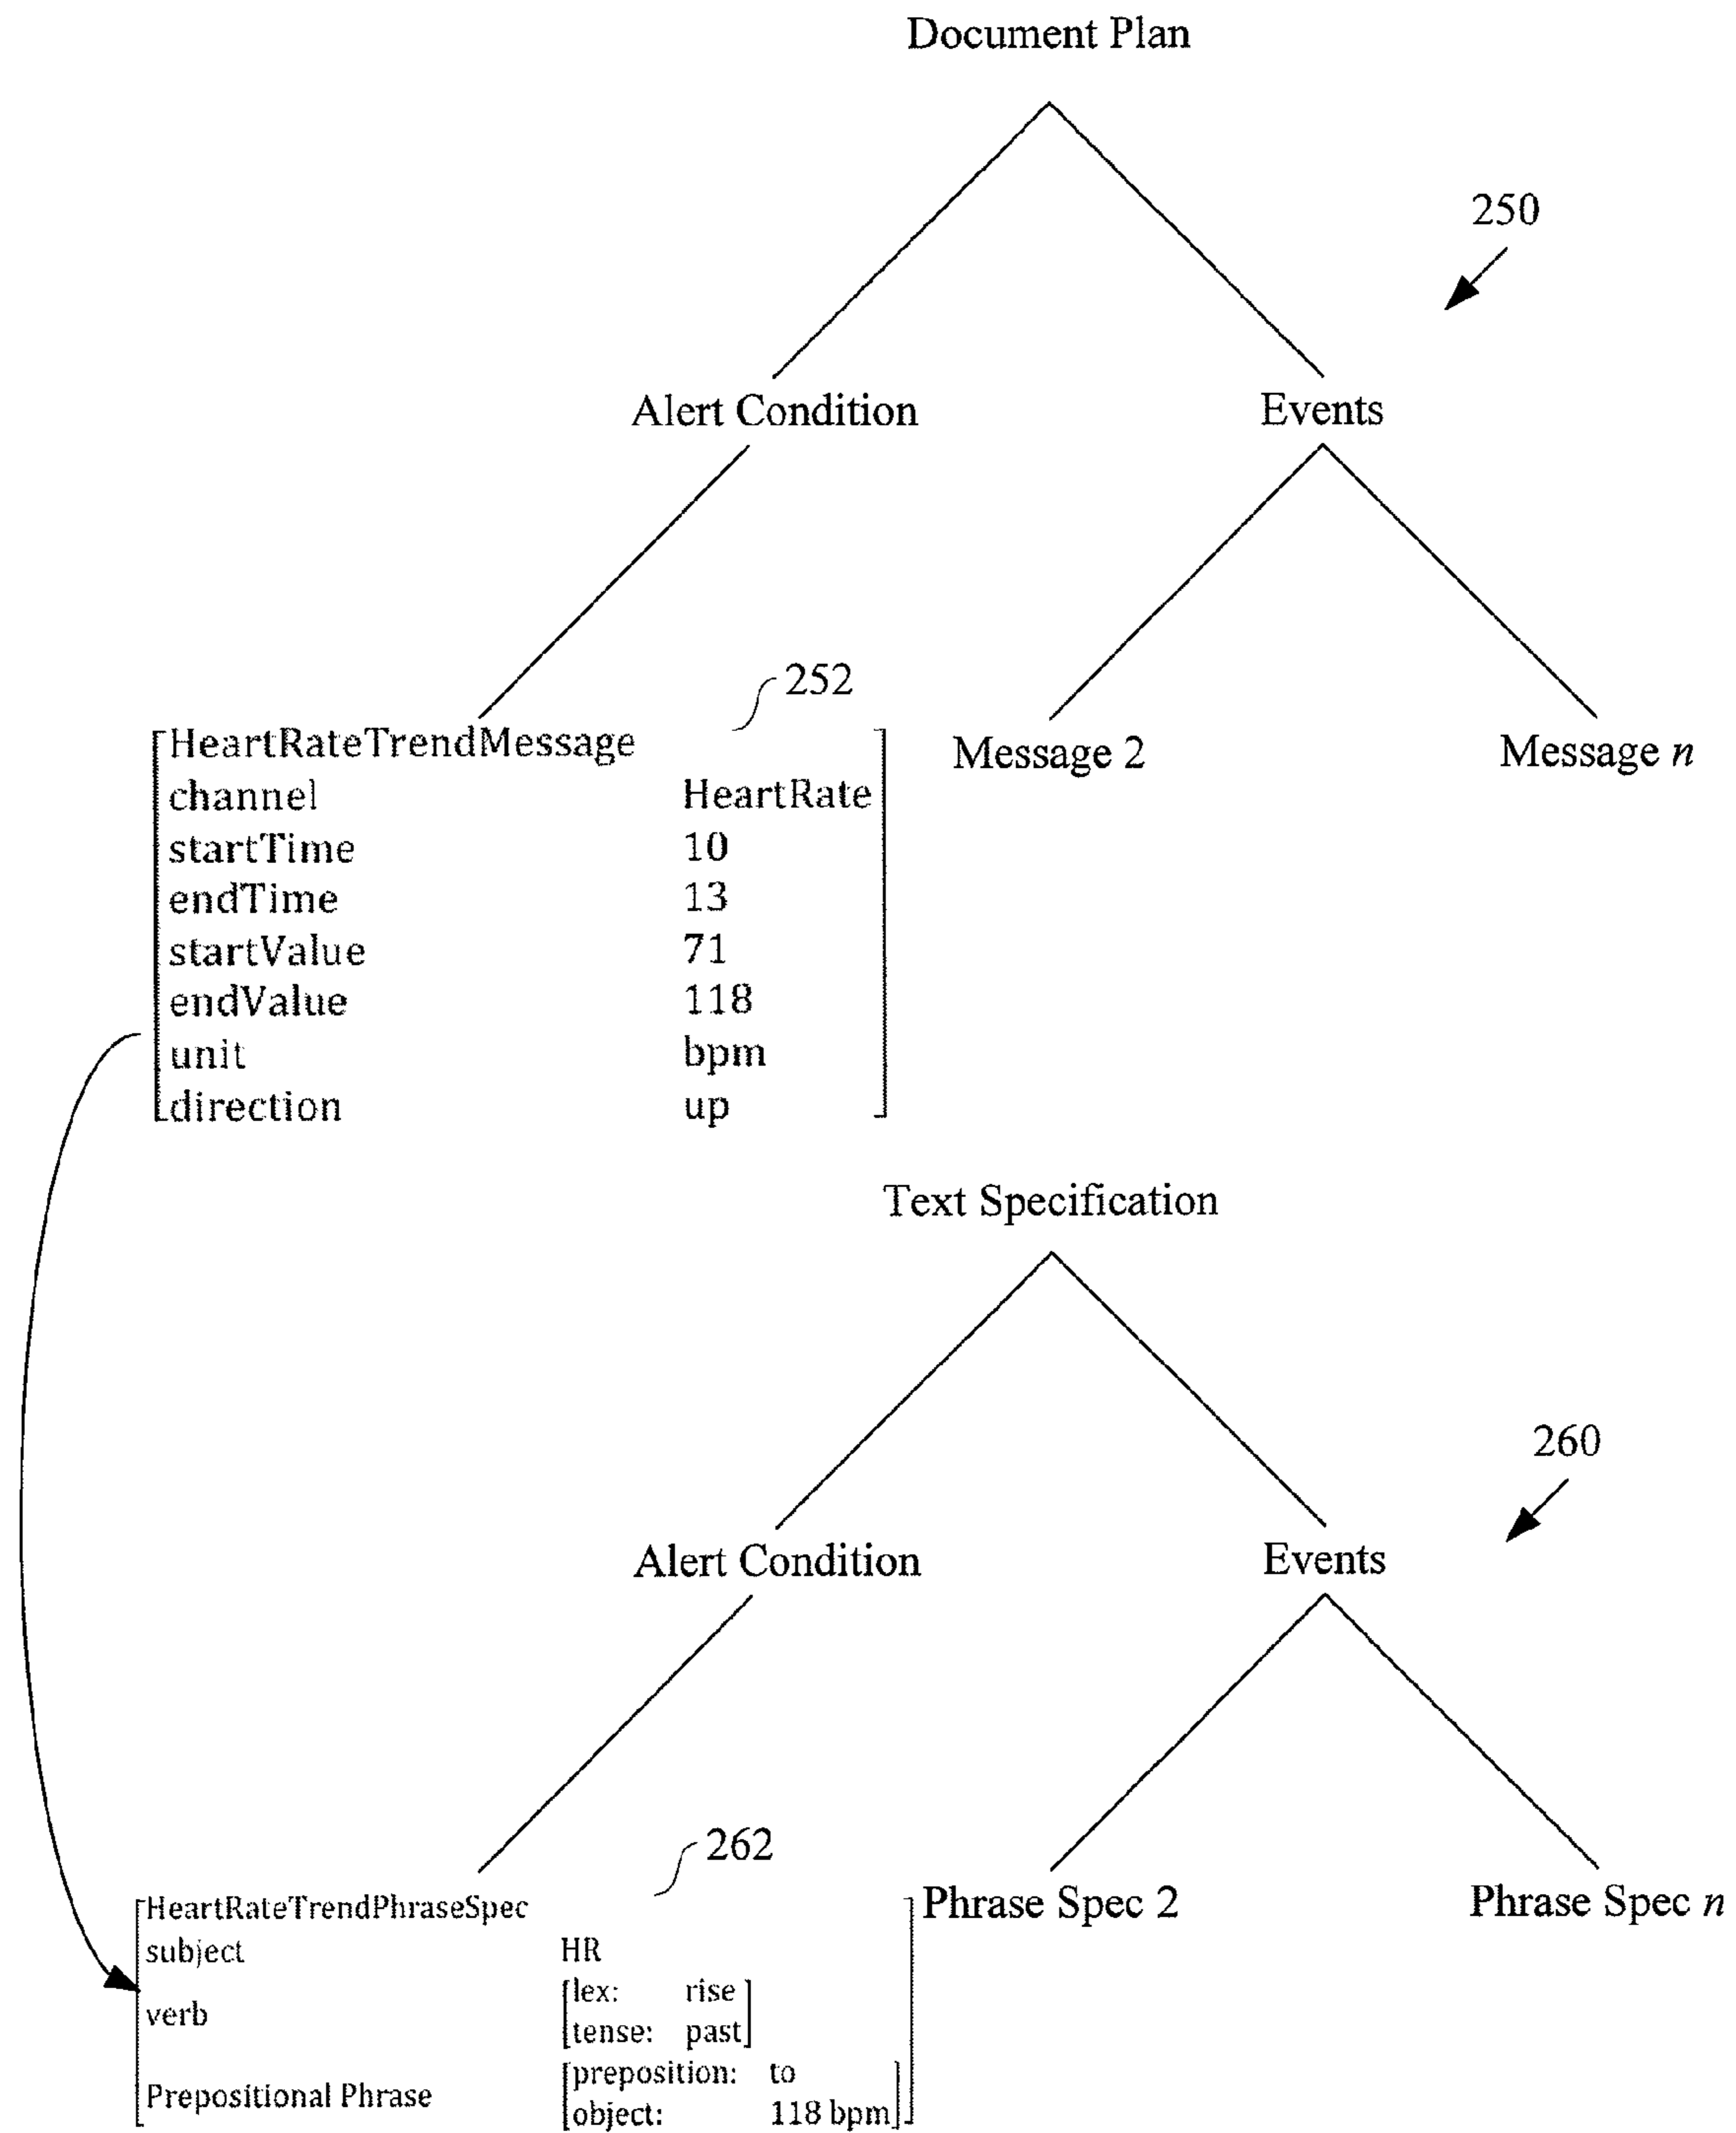 Document Plan
250
Alert Condition
Events
252
HeartRateTrendMessage
channel HeartRate
startTime 10
endTime 13
startValue 71
endValue 118
unit bpm
direction up
Message 2
Message n
Text Specification
260
Alert Condition
Events
262
HeartRateTrendPhraseSpec
subject HR
verb
lex: rise
tense: past
Prepositional Phrase
preposition: to
object: 118 bpm
Phrase Spec 2
Phrase Spec n